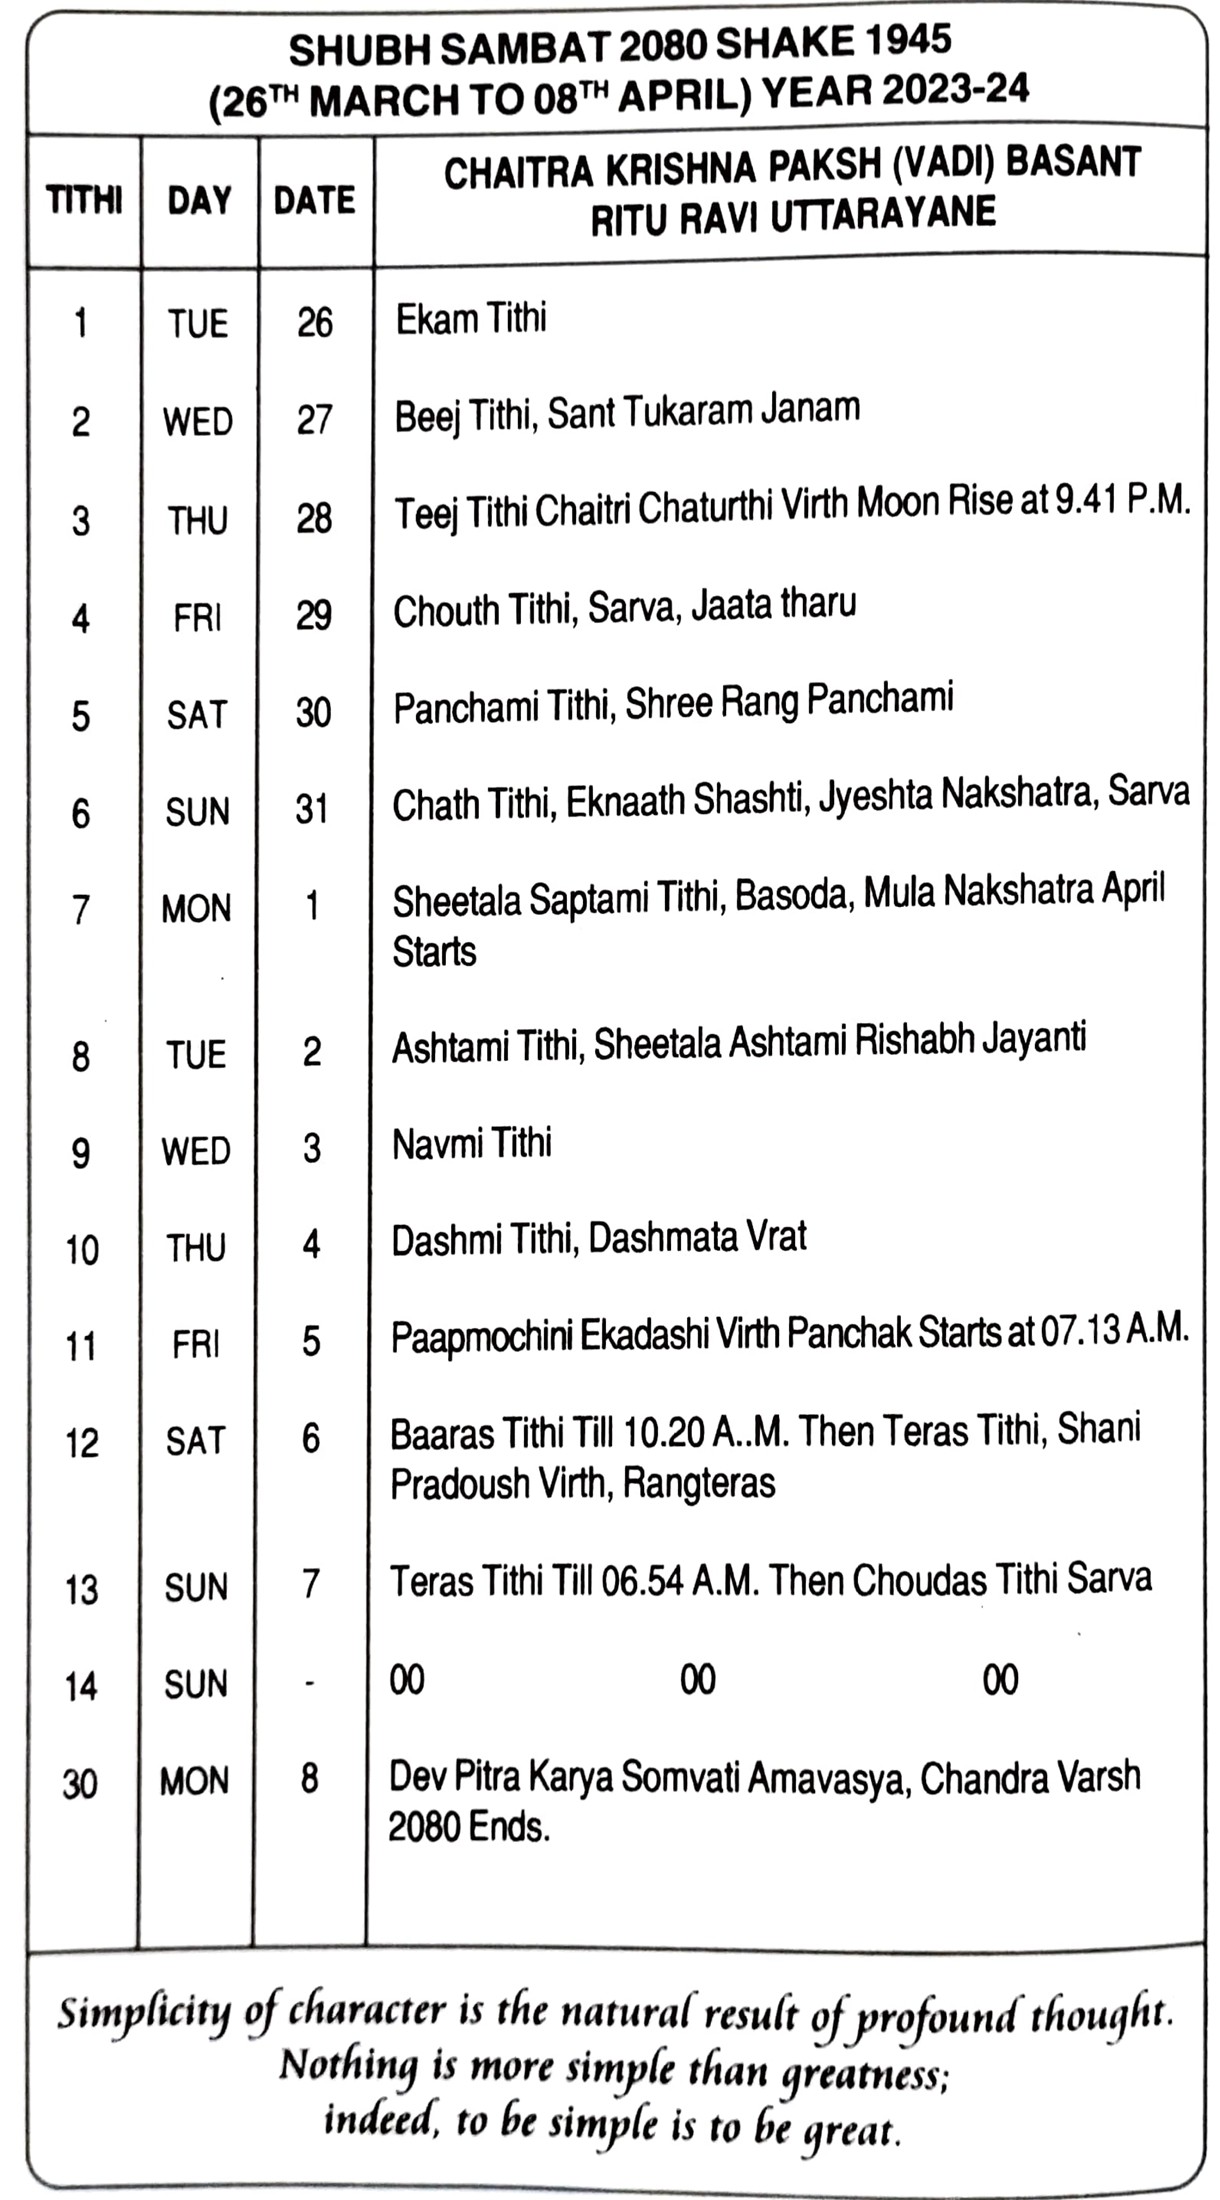 SHUBH SAMBAT 2080 SHAKE 1945
(26TH MARCH TO 08TH APRIL) YEAR 2023-24
TITHI DAY DATE CHAITRA KRISHNA PAKSH (VADI) BASANT
RITU RAVI UTTARAYANE
1 TUE 26 Ekam Tithi
2 WED 27 Beej Tithi, Sant Tukaram Janam
3 THU 28 Teej Tithi Chaitri Chaturthi Virth Moon Rise at 9.41 P.M.
4 FRI 29 Chouth Tithi, Sarva, Jaata tharu
5 SAT 30 Panchami Tithi, Shree Rang Panchami
6 SUN 31 Chath Tithi, Eknaath Shashti, Jyeshta Nakshatra, Sarva
7 MON 1 Sheetala Saptami Tithi, Basoda, Mula Nakshatra April
Starts
8 TUE 2 Ashtami Tithi, Sheetala Ashtami Rishabh Jayanti
9 WED 3 Navmi Tithi
10 THU 4 Dashmi Tithi, Dashmata Vrat
11 FRI 5 Paapmochini Ekadashi Virth Panchak Starts at 07.13 A.M.
12 SAT 6 Baaras Tithi Till 10.20 A..M. Then Teras Tithi, Shani
Pradoush Virth, Rangteras
13 SUN 7 Teras Tithi Till 06.54 A.M. Then Choudas Tithi Sarva
14 SUN - 00 00 00
30 MON 8 Dev Pitra Karya Somvati Amavasya, Chandra Varsh
2080 Ends.
Simplicity of character is the natural result of profound thought.
Nothing is more simple than greatness;
indeed, to be simple is to be great.